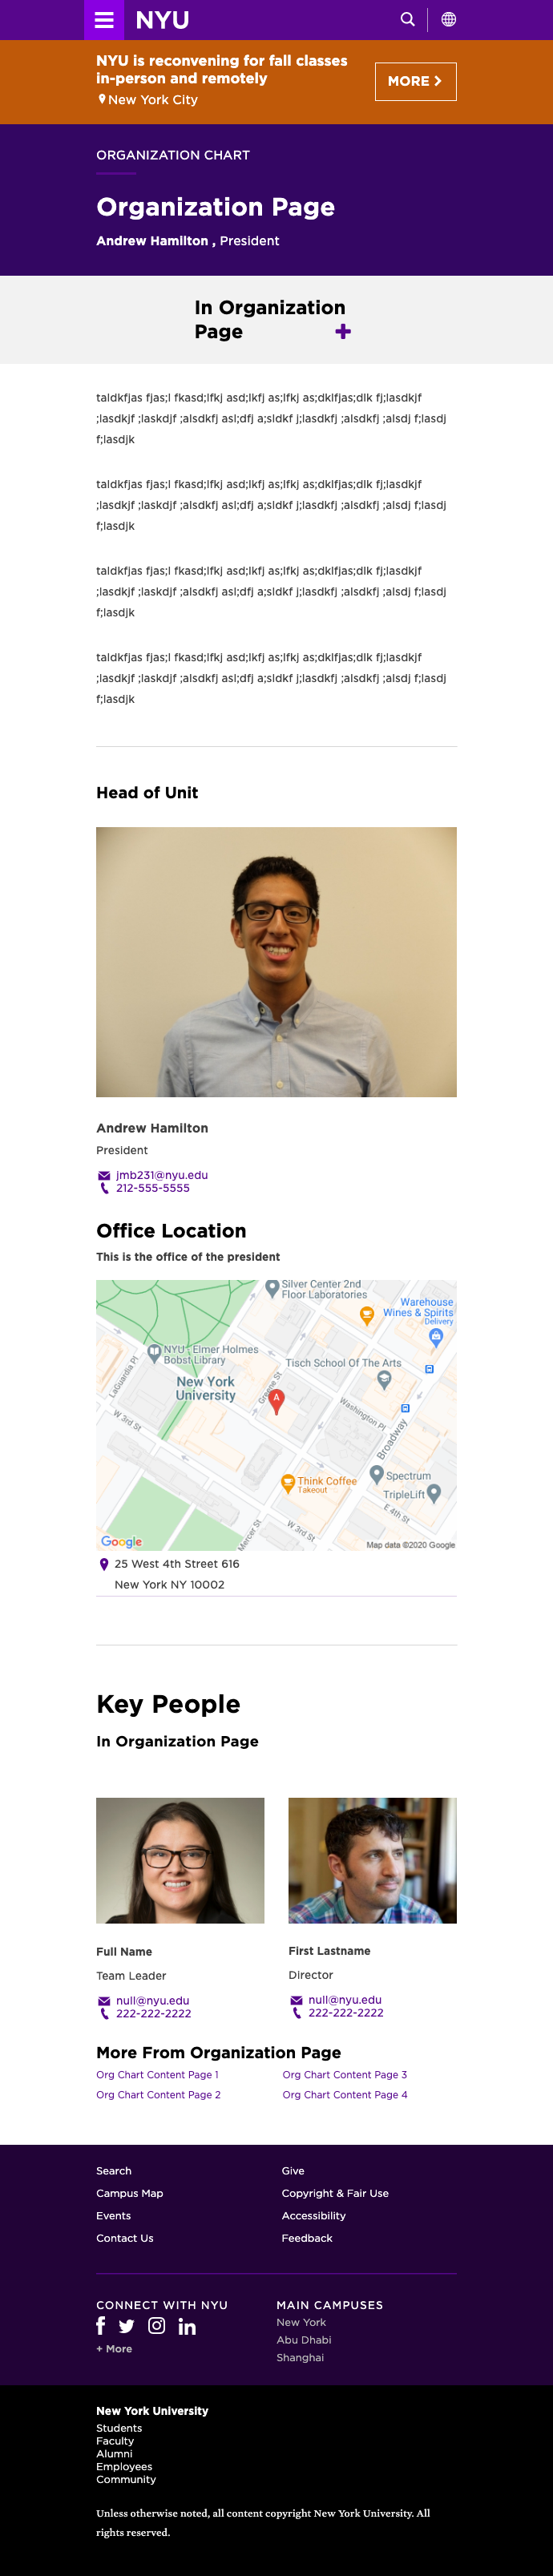 NYU
NYU is reconvening for fall classes
in-person and remotely
New York City
MORE
ORGANIZATION CHART
Organization Page
Andrew Hamilton , President
In Organization
Page
taldkfjas fjas;l fkasd;lfkj asd;lkfj as;lfkj as;dklfjas;dlk fj;lasdkjf
;lasdkjf ;laskdjf ;alsdkfj asl;dfj a;sldkf j;lasdkfj ;alsdkfj ;alsdj f;lasdj
f;lasdjk
taldkfjas fjas;l fkasd;lfkj asd;lkfj as;lfkj as;dklfjas;dlk fj;lasdkjf
;lasdkjf ;laskdjf ;alsdkfj asl;dfj a;sldkf j;lasdkfj ;alsdkfj ;alsdj f;lasdj
f;lasdjk
taldkfjas fjas;l fkasd;lfkj asd;lkfj as;lfkj as;dklfjas;dlk fj;lasdkjf
;lasdkjf ;laskdjf ;alsdkfj asl;dfj a;sldkf j;lasdkfj ;alsdkfj ;alsdj f;lasdj
f;lasdjk
taldkfjas fjas;l fkasd;lfkj asd;lkfj as;lfkj as;dklfjas;dlk fj;lasdkjf
;lasdkjf ;laskdjf ;alsdkfj asl;dfj a;sldkf j;lasdkfj ;alsdkfj ;alsdj f;lasdj
f;lasdjk
Head of Unit
Andrew Hamilton
President
jmb231@nyu.edu
212-555-5555
Office Location
This is the office of the president
Silver Center 2nd
Floor Laboratories
Warehouse
Wines & Spirits
Delivery
NYU - Elmer Holmes
Bobst Library
Tisch School Of The Arts
LaGuardia Pl
New York
University
Greene St
A
Washington Pl
W 3rd St
Broadway
Spectrum
Think Coffee
Takeout
TripleLift
E 4th St
W 3rd St
Mercer St
Google
Map data ©2020 Google
25 West 4th Street 616
New York NY 10002
Key People
In Organization Page
Full Name
Team Leader
null@nyu.edu
222-222-2222
First Lastname
Director
null@nyu.edu
222-222-2222
More From Organization Page
Org Chart Content Page 1
Org Chart Content Page 2
Org Chart Content Page 3
Org Chart Content Page 4
Search
Campus Map
Events
Contact Us
Give
Copyright & Fair Use
Accessibility
Feedback
CONNECT WITH NYU
+ More
MAIN CAMPUSES
New York
Abu Dhabi
Shanghai
New York University
Students
Faculty
Alumni
Employees
Community
Unless otherwise noted, all content copyright New York University. All
rights reserved.